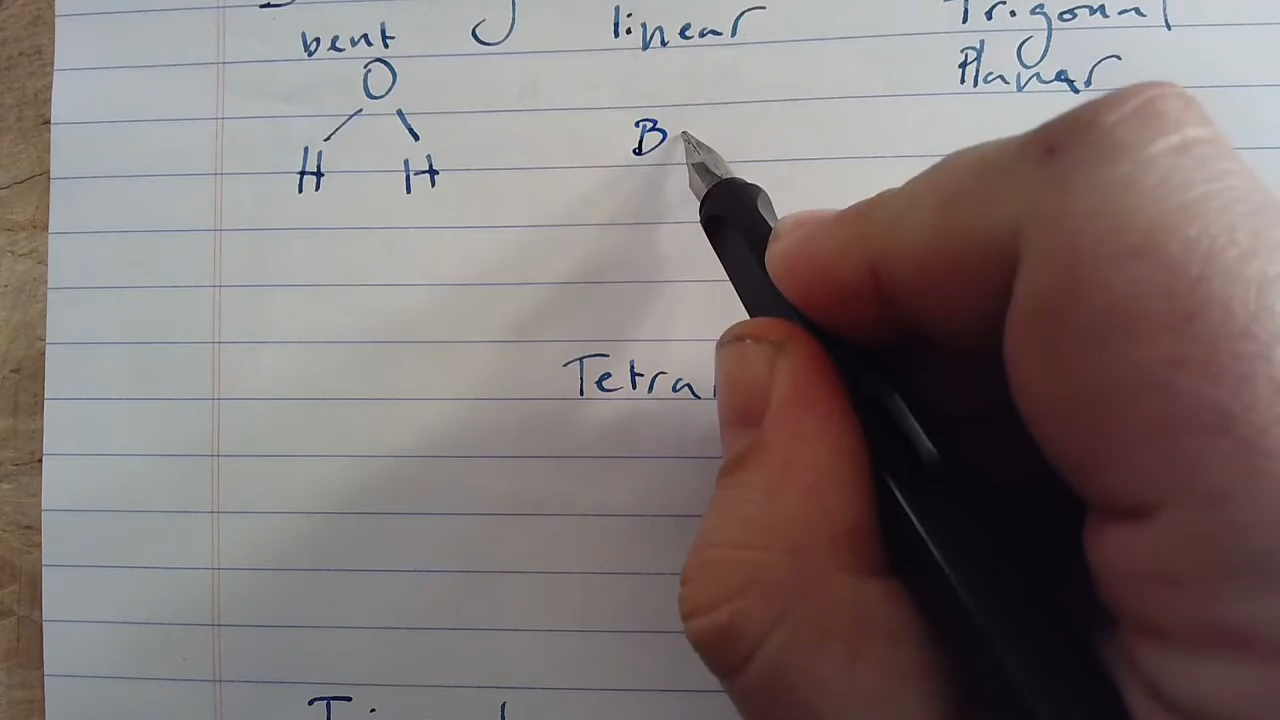 bent linear Trigonal
Planar
O
B
H H
Tetra